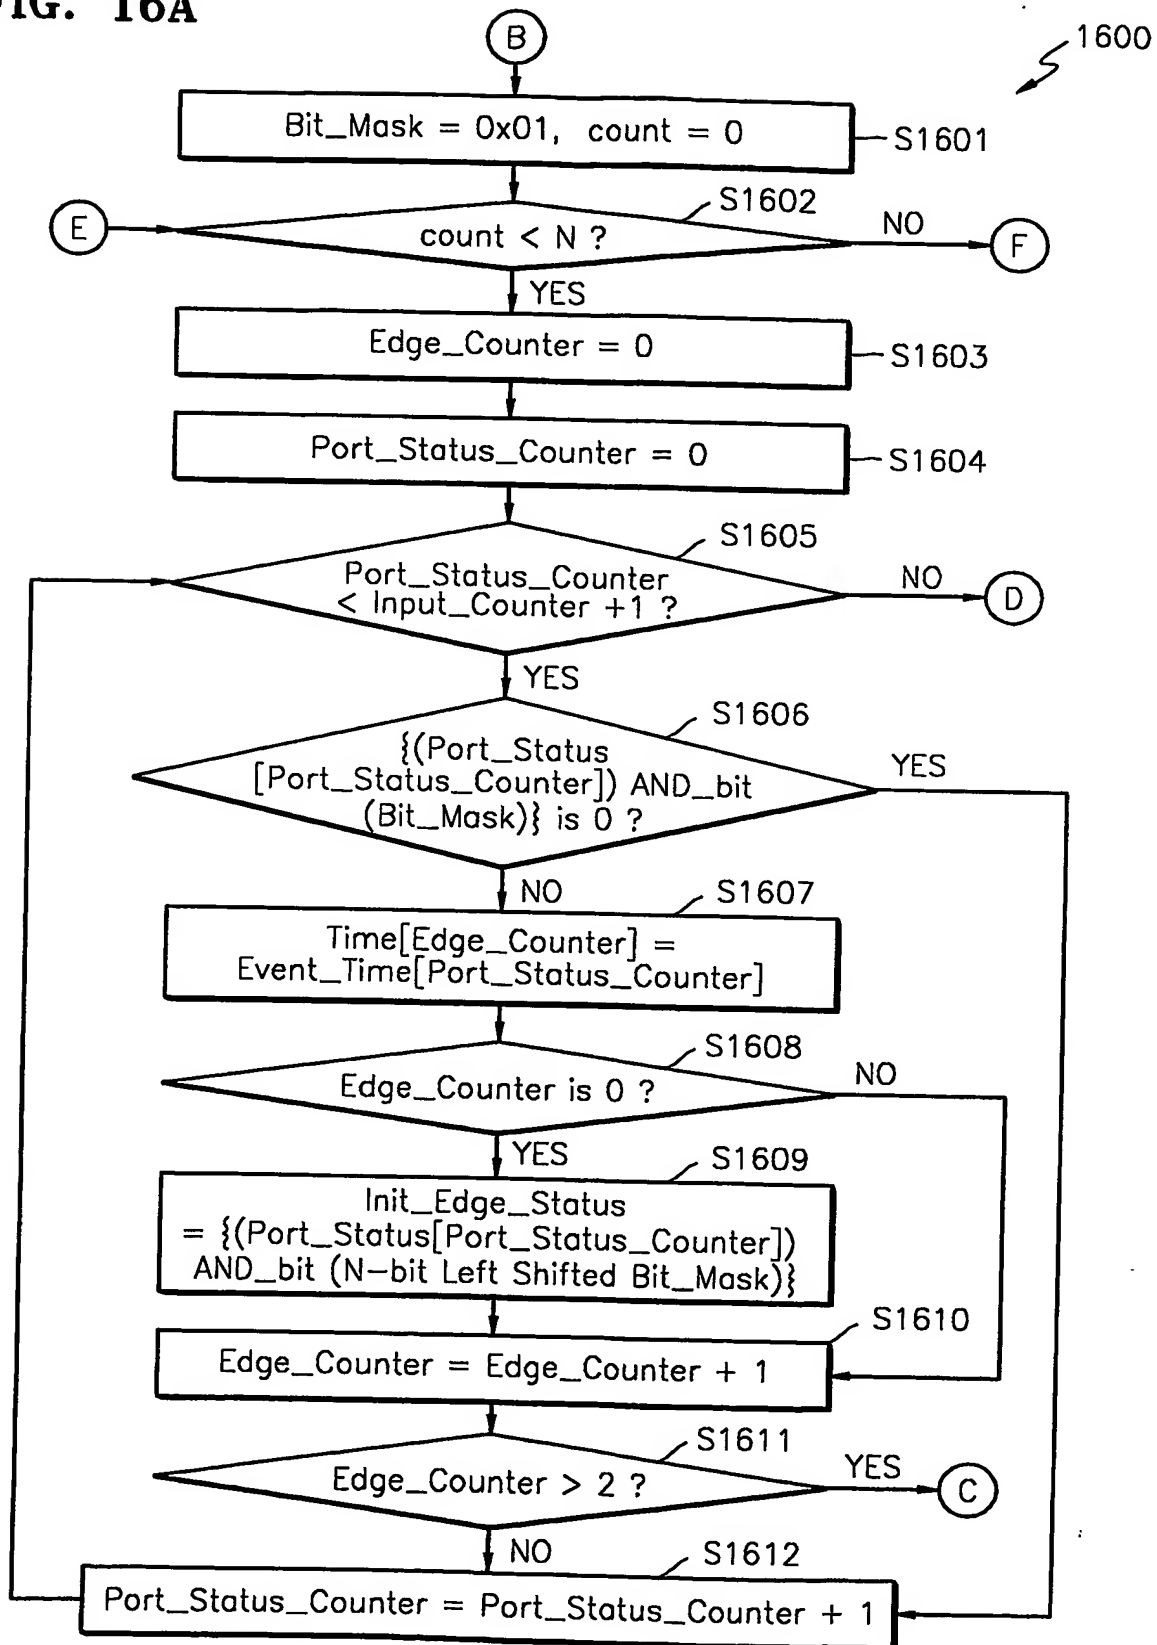 FIG. 16A
B
1600
Bit_Mask = 0x01, count = 0
S1601
S1602
E
count < N ?
NO
F
YES
Edge_Counter = 0
S1603
Port_Status_Counter = 0
S1604
S1605
Port_Status_Counter
< Input_Counter +1 ?
NO
D
YES
S1606
{(Port_Status
[Port_Status_Counter]) AND_bit
(Bit_Mask)} is 0 ?
YES
NO
S1607
Time[Edge_Counter] =
Event_Time[Port_Status_Counter]
S1608
Edge_Counter is 0 ?
NO
YES
S1609
Init_Edge_Status
= {(Port_Status[Port_Status_Counter])
AND_bit (N-bit Left Shifted Bit_Mask)}
S1610
Edge_Counter = Edge_Counter + 1
S1611
Edge_Counter > 2 ?
YES
C
NO
S1612
Port_Status_Counter = Port_Status_Counter + 1